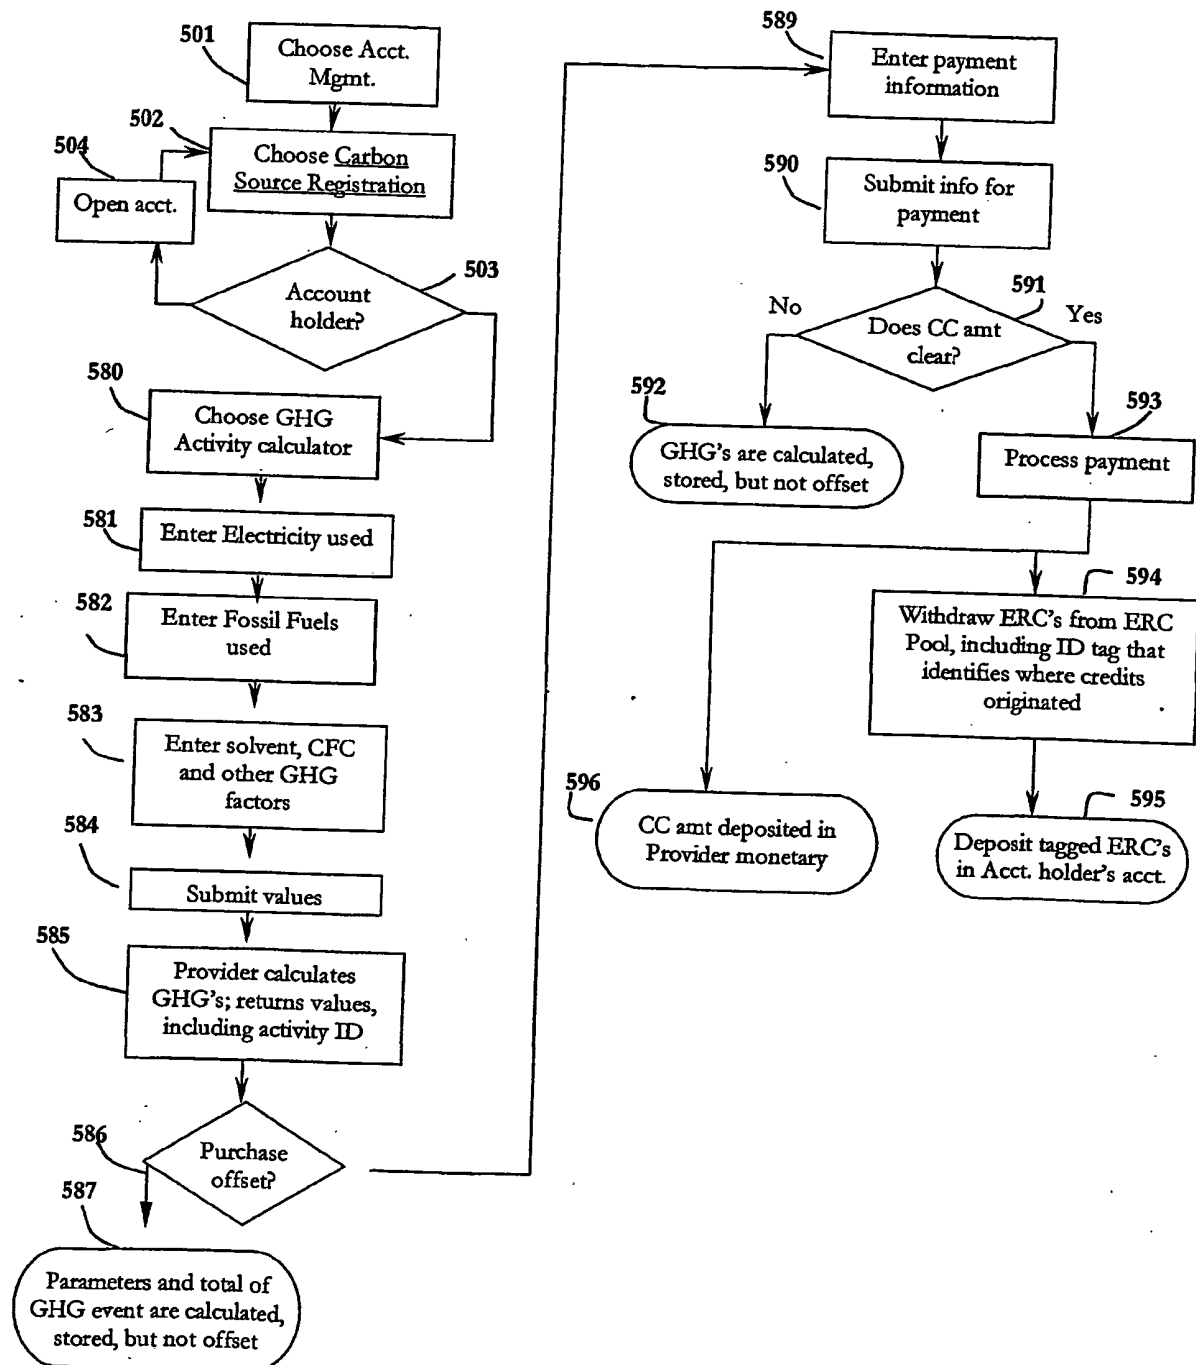 501
Choose Acct.
Mgmt.
502
Choose Carbon
Source Registration
504
Open acct.
503
Account
holder?
580
Choose GHG
Activity calculator
581
Enter Electricity used
582
Enter Fossil Fuels
used
583
Enter solvent, CFC
and other GHG
factors
584
Submit values
585
Provider calculates
GHG's; returns values,
including activity ID
586
Purchase
offset?
587
Parameters and total of
GHG event are calculated,
stored, but not offset
589
Enter payment
information
590
Submit info for
payment
591
Does CC amt
clear?
No
Yes
592
GHG's are calculated,
stored, but not offset
593
Process payment
594
Withdraw ERC's from ERC
Pool, including ID tag that
identifies where credits
originated
595
Deposit tagged ERC's
in Acct. holder's acct.
596
CC amt deposited in
Provider monetary